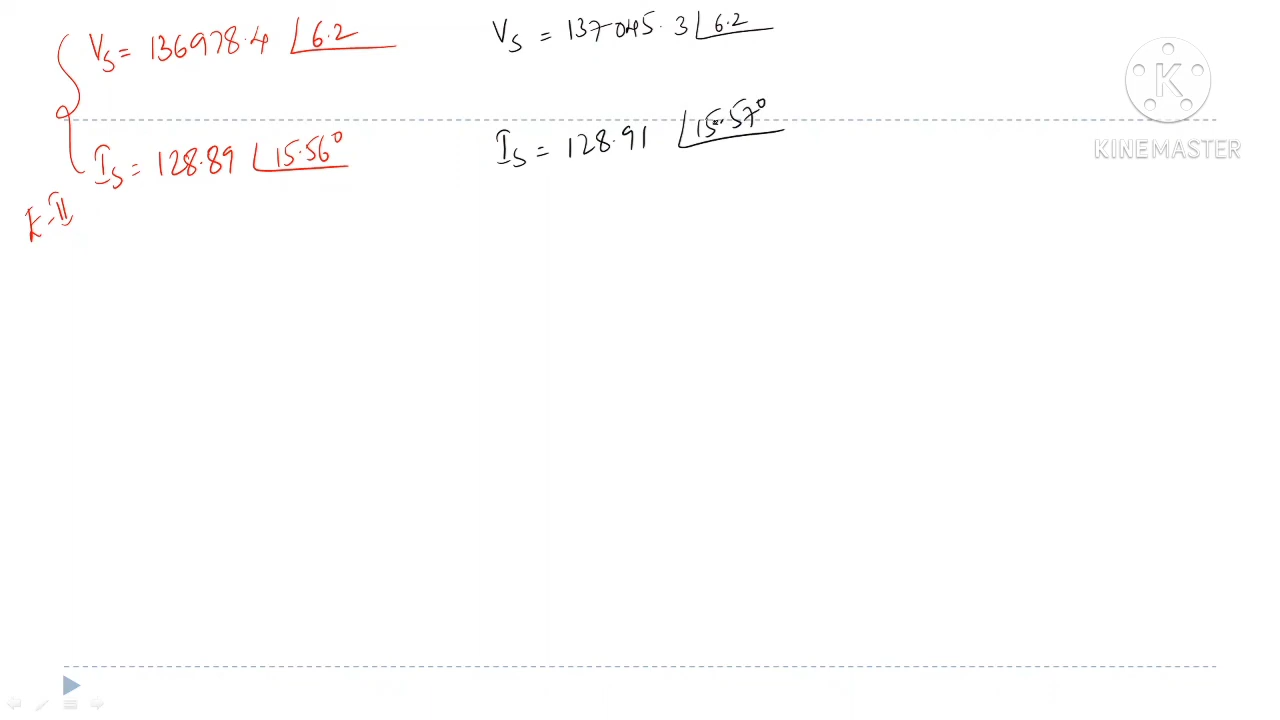 Vs = 136978.4 ∠6.2
Is = 128.89 ∠15.56°
E-II
Vs = 137045.3 ∠6.2
Is = 128.91 ∠15.57°
K
KINEMASTER